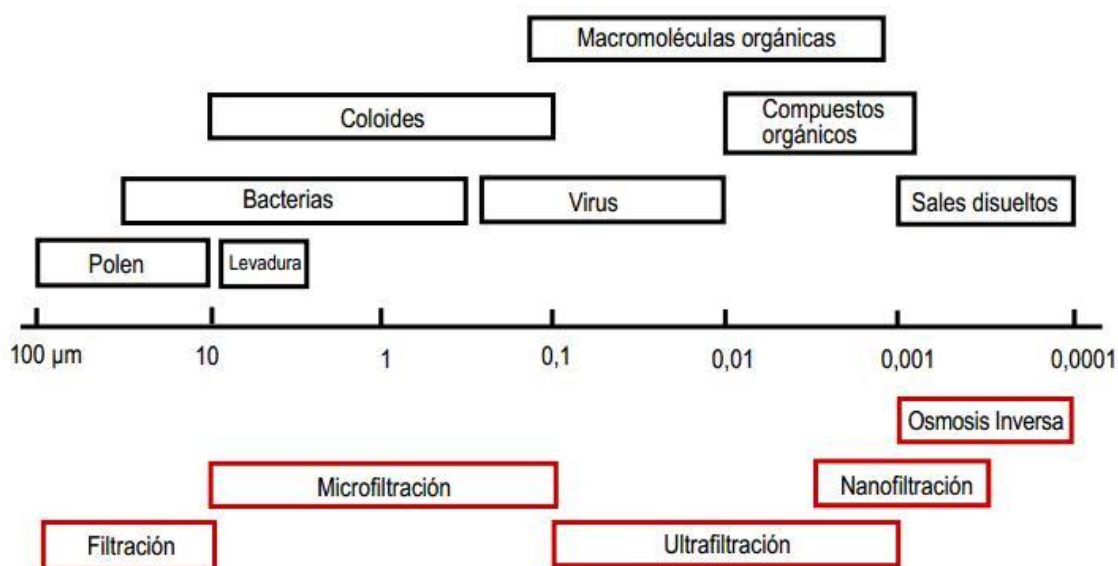 Macromoléculas orgánicas
Coloides
Compuestos
orgánicos
Bacterias
Virus
Sales disueltos
Polen
Levadura
100 µm 10 1 0,1 0,01 0,001 0,0001
Osmosis Inversa
Microfiltración
Nanofiltración
Filtración
Ultrafiltración